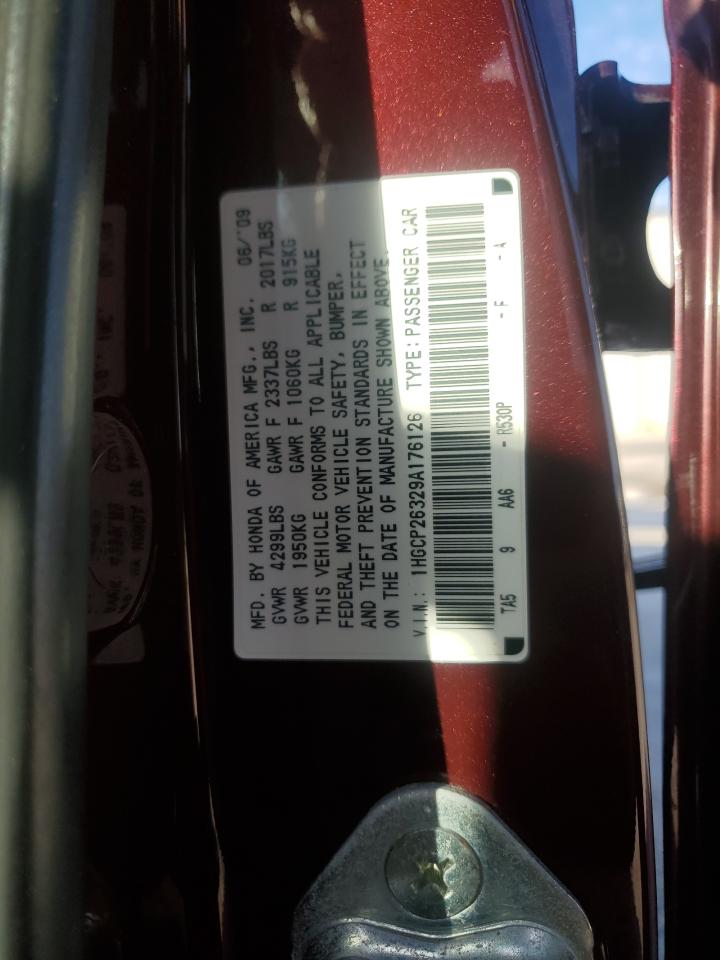 MFD. BY HONDA OF AMERICA MFG., INC. 06/'09
GVWR 4299LBS GAWR F 2337LBS R 2017LBS
GVWR 1950KG GAWR F 1060KG R 915KG
THIS VEHICLE CONFORMS TO ALL APPLICABLE
FEDERAL MOTOR VEHICLE SAFETY, BUMPER,
AND THEFT PREVENTION STANDARDS IN EFFECT
ON THE DATE OF MANUFACTURE SHOWN ABOVE.
V.I.N.: 1HGCP26329A176126 TYPE: PASSENGER CAR
TA5 9 AA6 - R530P - F - A